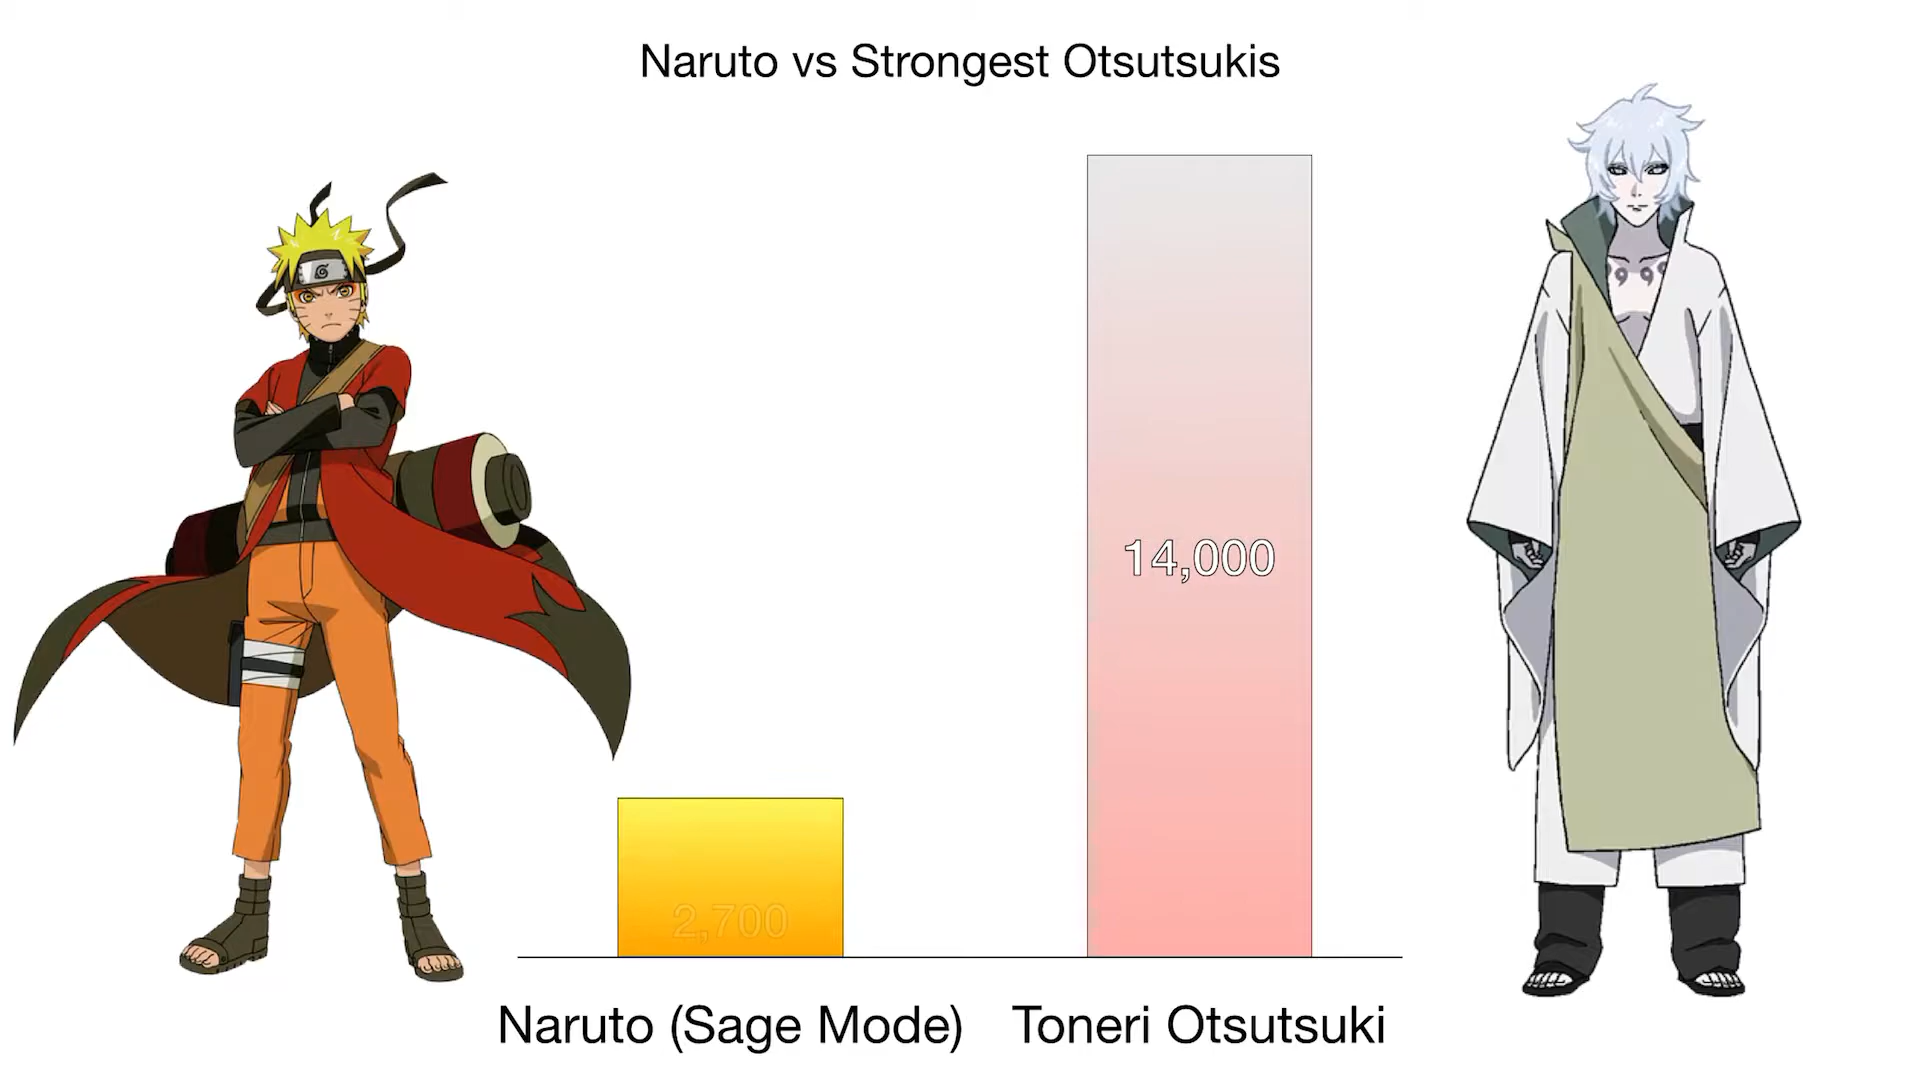 Naruto vs Strongest Otsutsukis
14,000
2,700
Naruto (Sage Mode) Toneri Otsutsuki